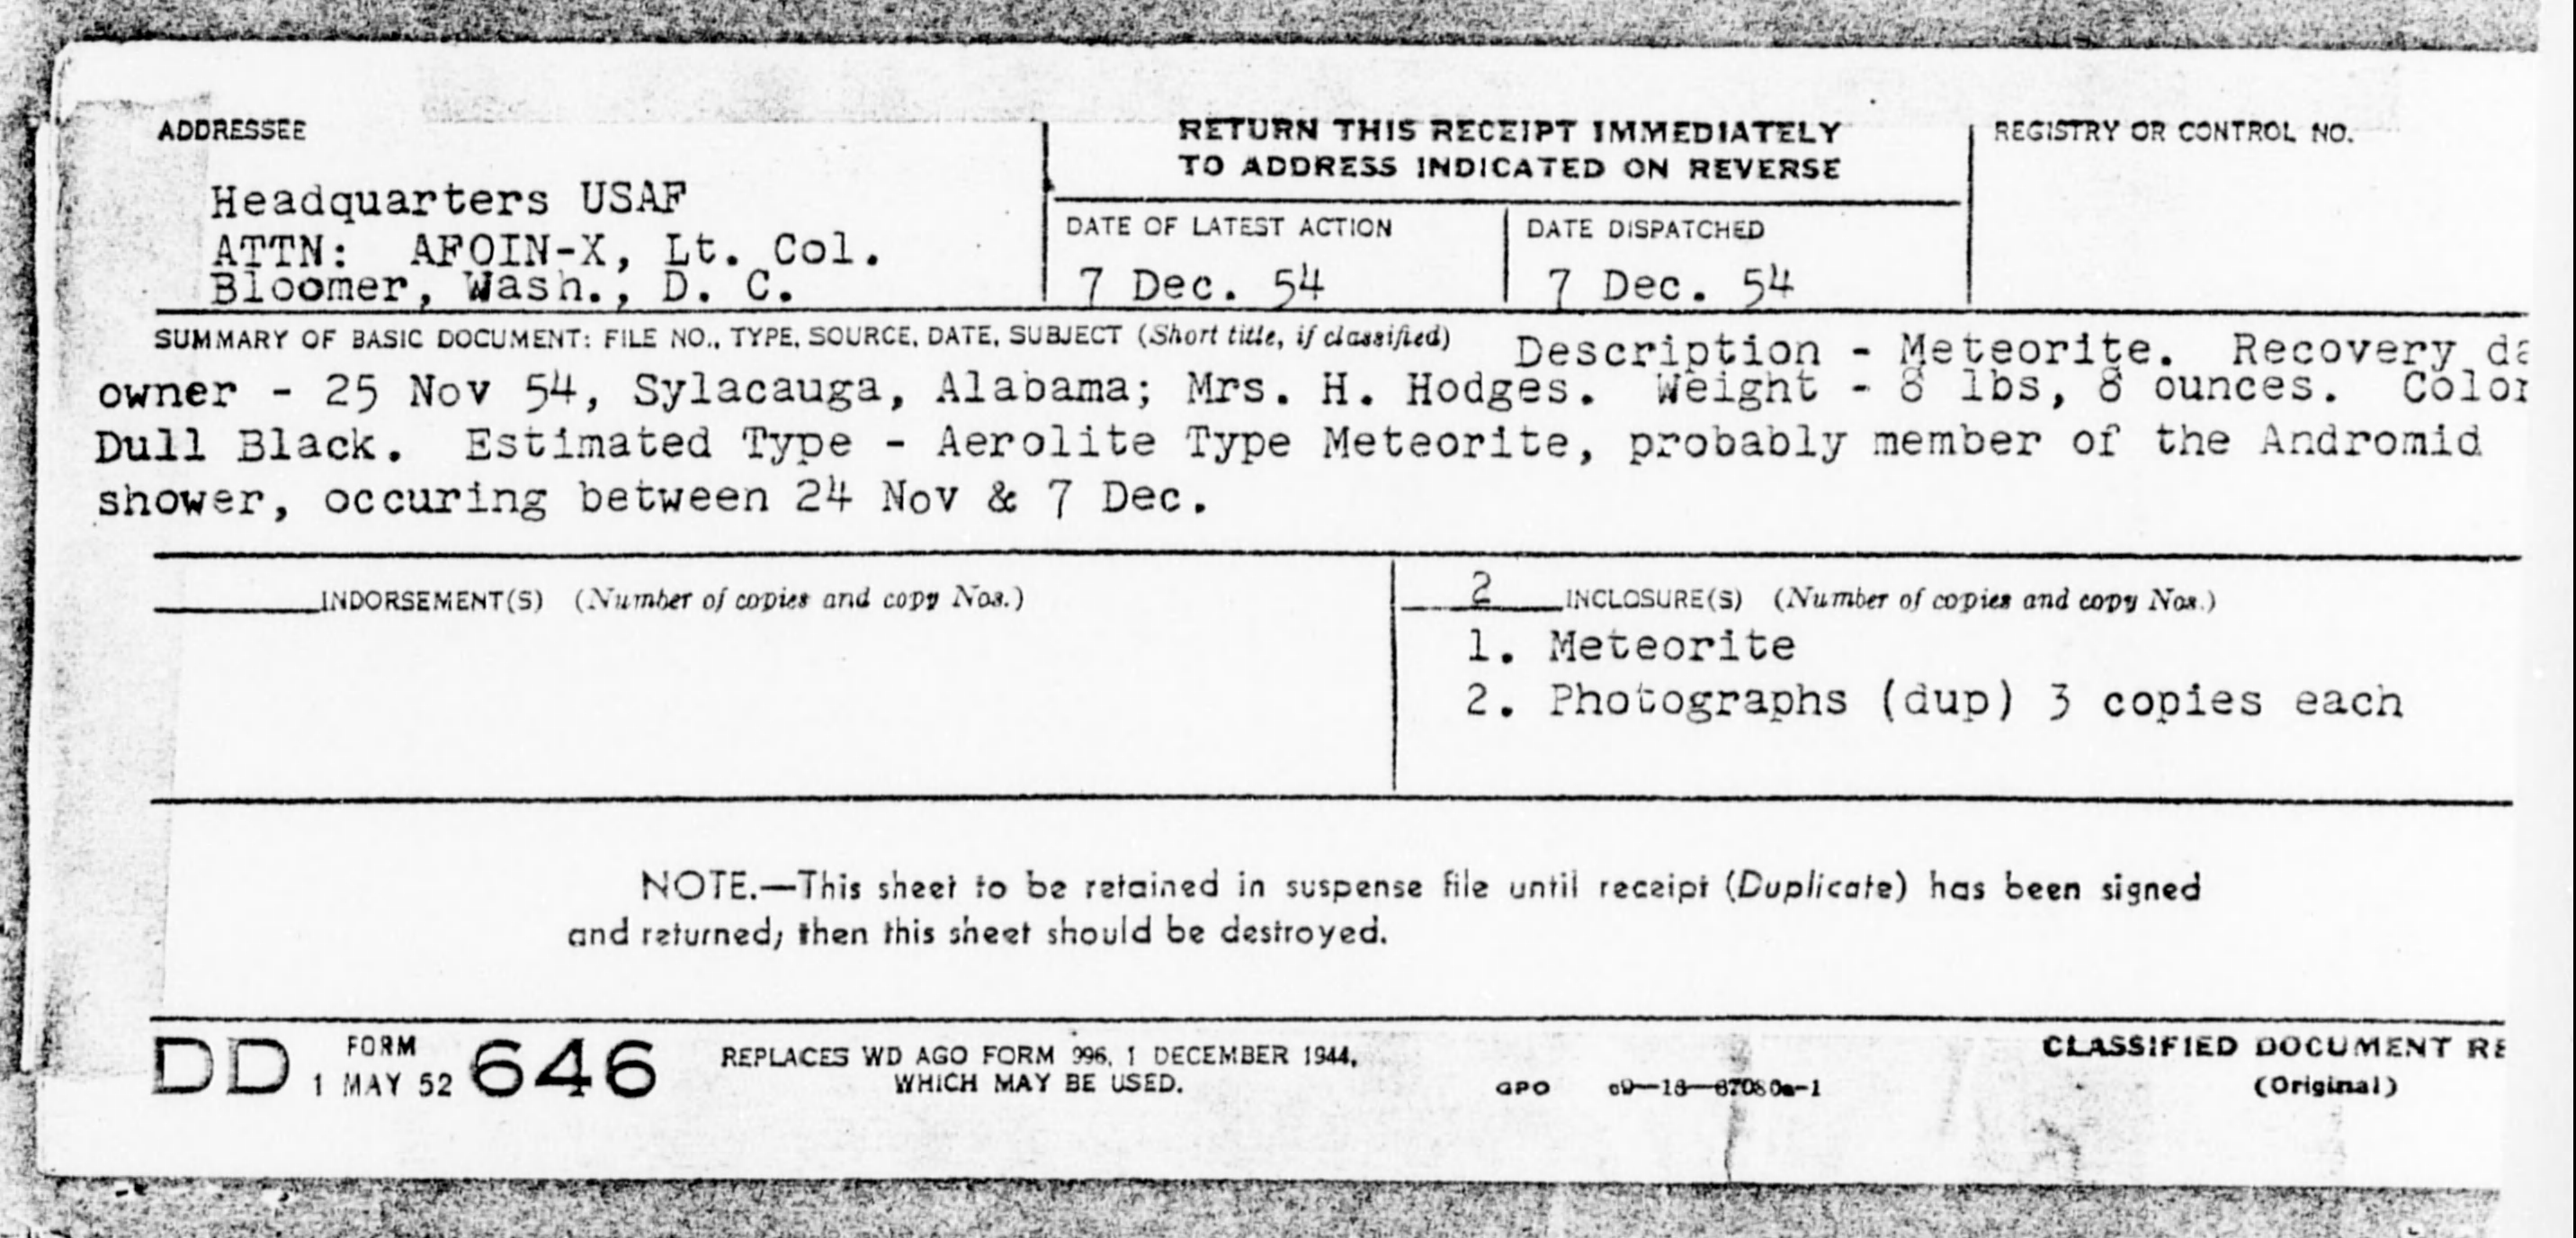 ADDRESSEE
Headquarters USAF
ATTN: AFOIN-X, Lt. Col.
Bloomer, Wash., D. C.
RETURN THIS RECEIPT IMMEDIATELY
TO ADDRESS INDICATED ON REVERSE
DATE OF LATEST ACTION
7 Dec. 54
DATE DISPATCHED
7 Dec. 54
REGISTRY OR CONTROL NO.
SUMMARY OF BASIC DOCUMENT: FILE NO., TYPE, SOURCE, DATE, SUBJECT (Short title, if classified) Description - Meteorite. Recovery
owner - 25 Nov 54, Sylacauga, Alabama; Mrs. H. Hodges. Weight - 8 lbs, 8 ounces. Color
Dull Black. Estimated Type - Aerolite Type Meteorite, probably member of the Andromid
shower, occuring between 24 Nov & 7 Dec.
INDORSEMENT(S) (Number of copies and copy Nos.)
2 INCLOSURE(S) (Number of copies and copy Nos.)
1. Meteorite
2. Photographs (dup) 3 copies each
NOTE.—This sheet to be retained in suspense file until receipt (Duplicate) has been signed
and returned; then this sheet should be destroyed.
DD FORM 1 MAY 52 646
REPLACES WD AGO FORM 996, 1 DECEMBER 1944,
WHICH MAY BE USED.
GPO
CLASSIFIED DOCUMENT
(Original)